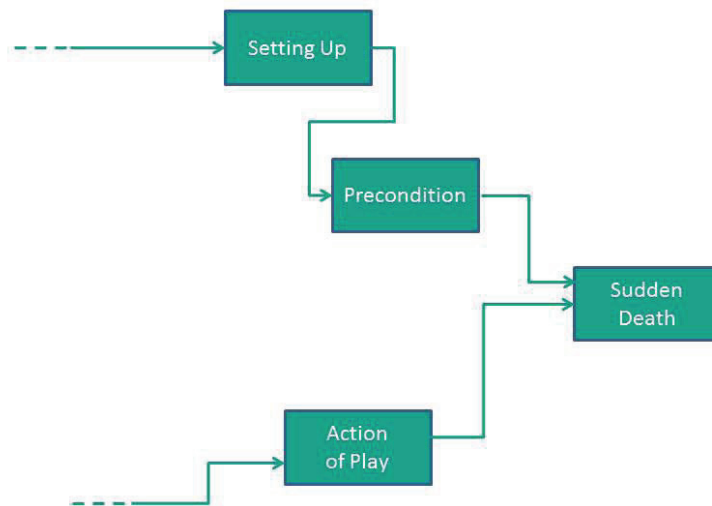 Setting Up
Precondition
Sudden
Death
Action
of Play